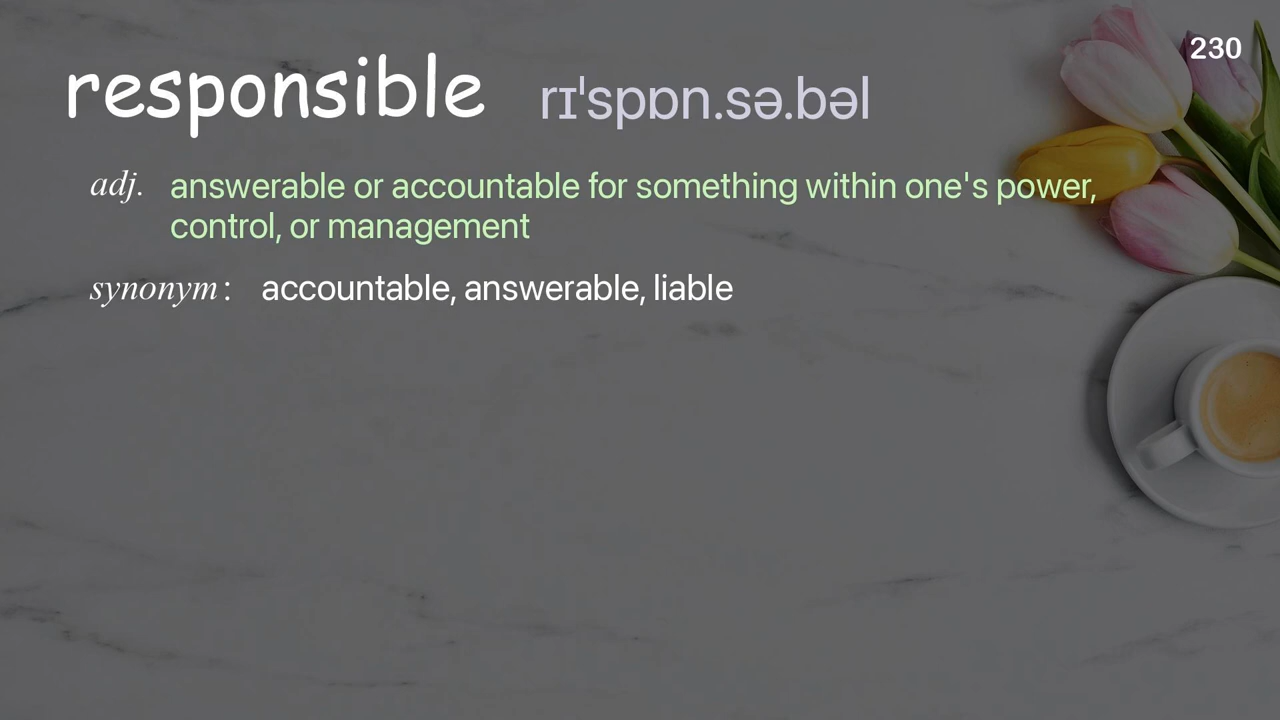 230
responsible rɪˈspɒn.sə.bəl
adj. answerable or accountable for something within one's power,
control, or management
synonym: accountable, answerable, liable